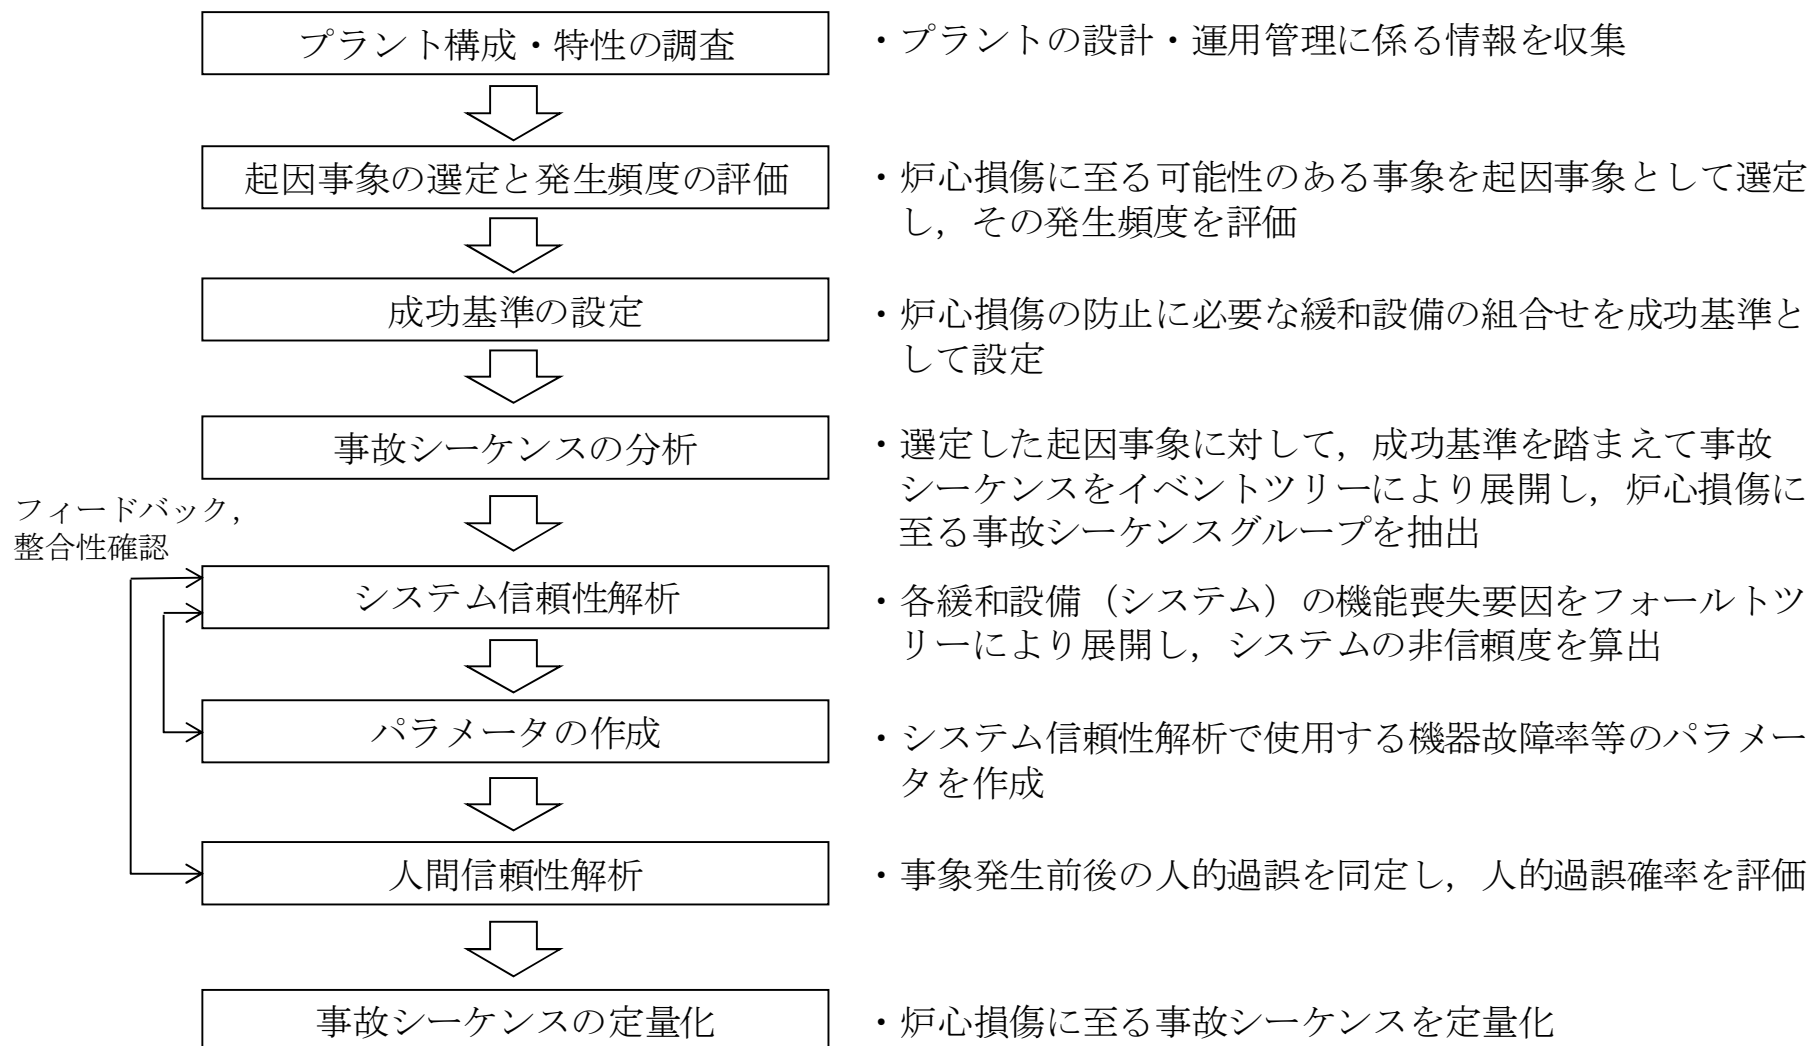 プラント構成・特性の調査
・プラントの設計・運用管理に係る情報を収集
起因事象の選定と発生頻度の評価
・炉心損傷に至る可能性のある事象を起因事象として選定
し，その発生頻度を評価
成功基準の設定
・炉心損傷の防止に必要な緩和設備の組合せを成功基準と
して設定
事故シーケンスの分析
・選定した起因事象に対して，成功基準を踏まえて事故
シーケンスをイベントツリーにより展開し，炉心損傷に
至る事故シーケンスグループを抽出
フィードバック，
整合性確認
システム信頼性解析
・各緩和設備（システム）の機能喪失要因をフォールトツ
リーにより展開し，システムの非信頼度を算出
パラメータの作成
・システム信頼性解析で使用する機器故障率等のパラメー
タを作成
人間信頼性解析
・事象発生前後の人的過誤を同定し，人的過誤確率を評価
事故シーケンスの定量化
・炉心損傷に至る事故シーケンスを定量化